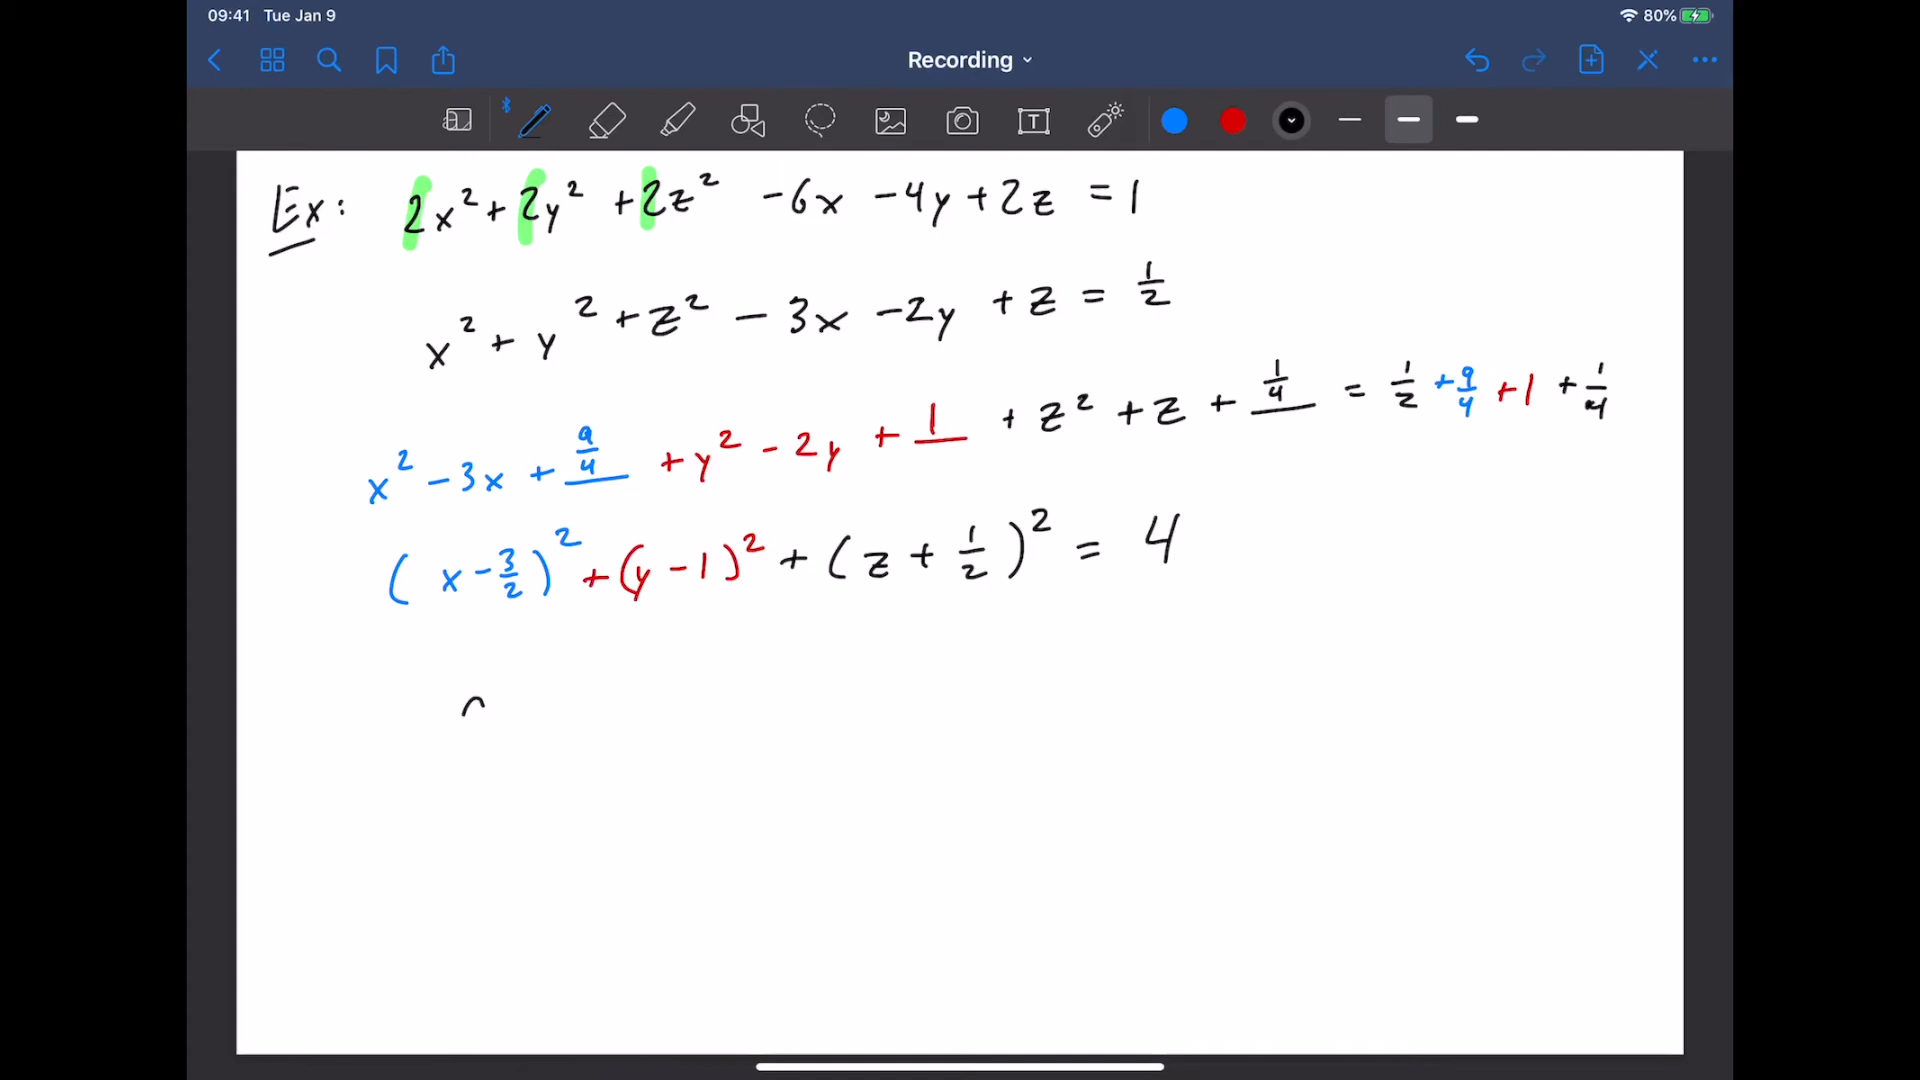 09:41 Tue Jan 9 80%
Recording
T
Ex: 2x² + 2y² + 2z² - 6x - 4y + 2z = 1
x² + y² + z² - 3x - 2y + z = 1/2
x² - 3x + 9/4 + y² - 2y + 1 + z² + z + 1/4 = 1/2 + 9/4 + 1 + 1/4
(x - 3/2)² + (y - 1)² + (z + 1/2)² = 4